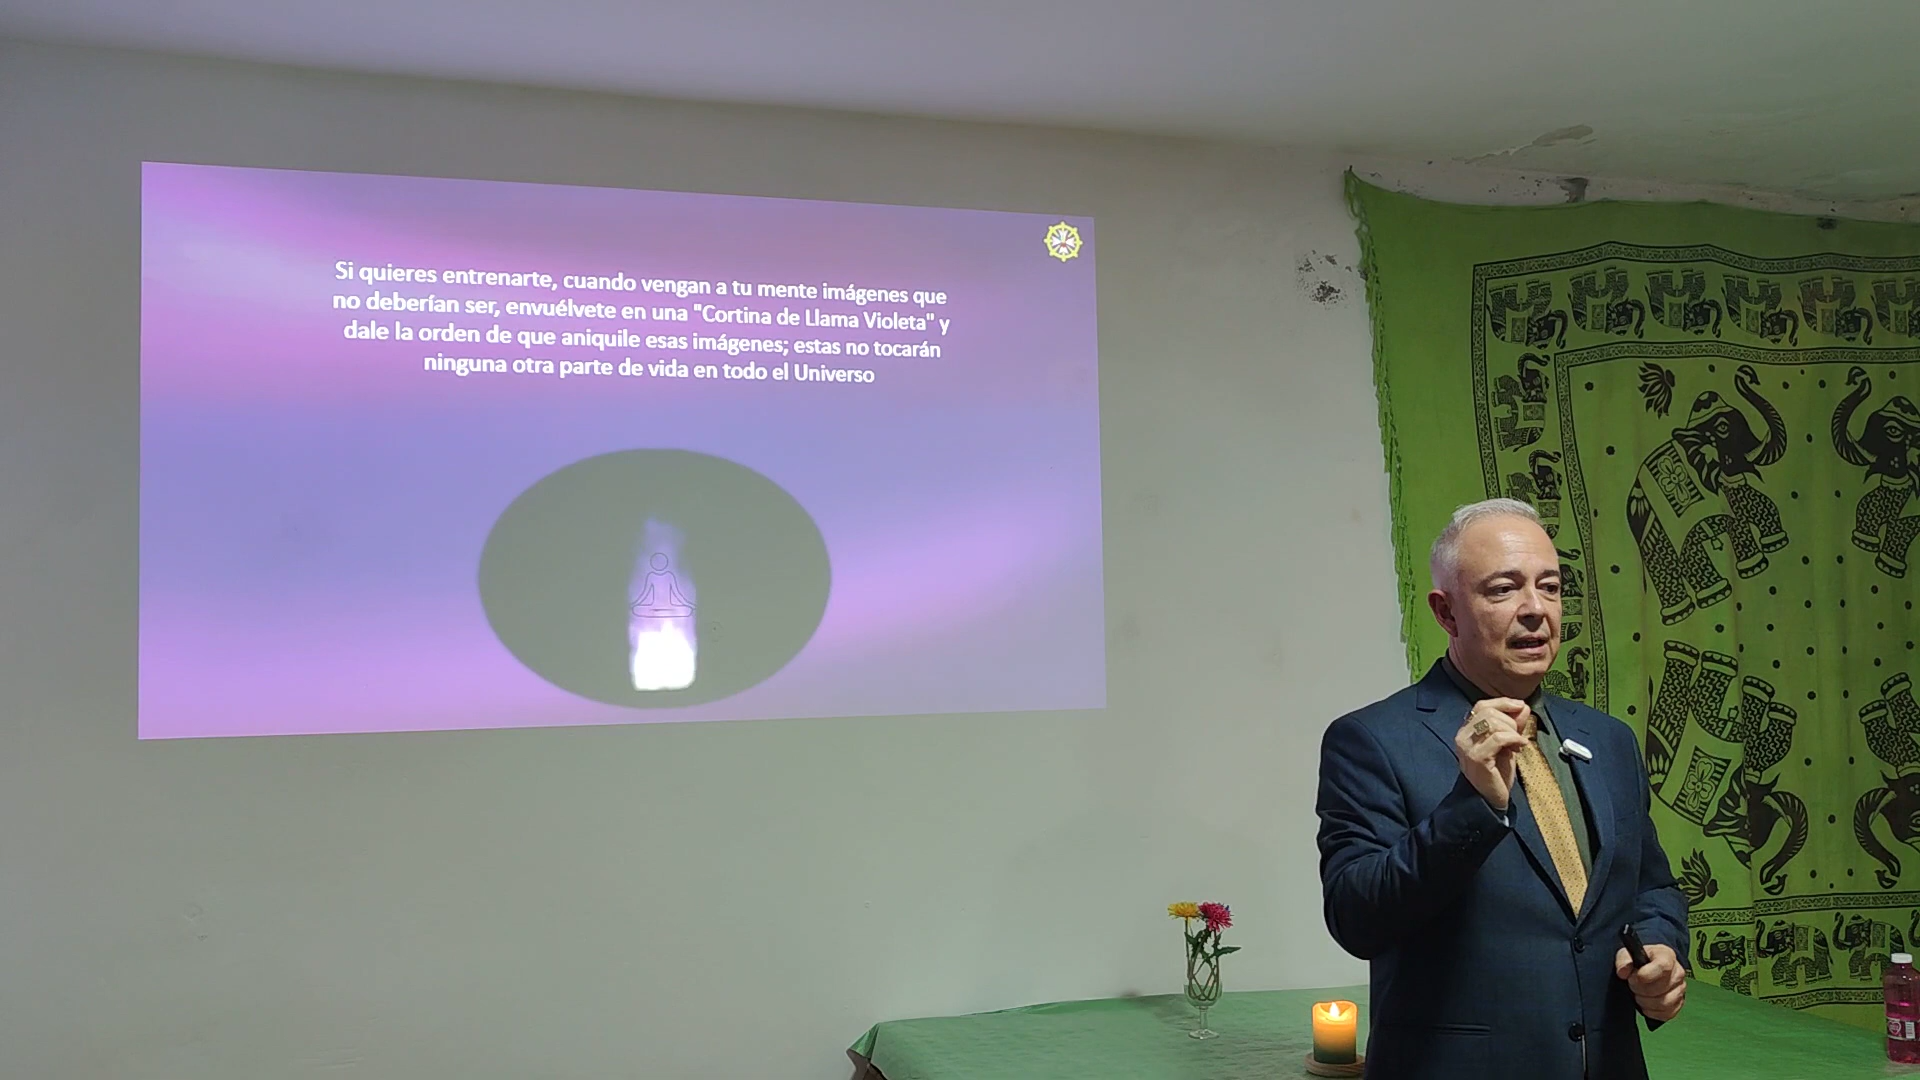 Si quieres entrenarte, cuando vengan a tu mente imágenes que
no deberían ser, envuélvete en una "Cortina de Llama Violeta" y
dale la orden de que aniquile esas imágenes; estas no tocarán
ninguna otra parte de vida en todo el Universo